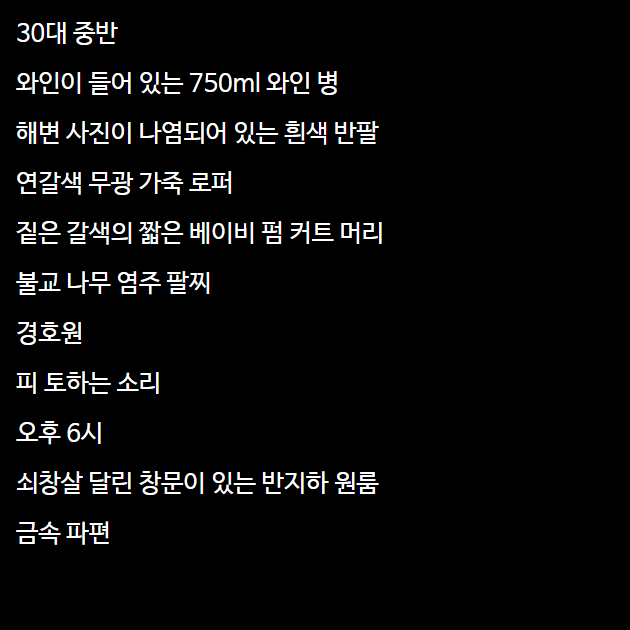 30대 중반
와인이 들어 있는 750ml 와인 병
해변 사진이 나염되어 있는 흰색 반팔
연갈색 무광 가죽 로퍼
짙은 갈색의 짧은 베이비 펌 커트 머리
불교 나무 염주 팔찌
경호원
피 토하는 소리
오후 6시
쇠창살 달린 창문이 있는 반지하 원룸
금속 파편